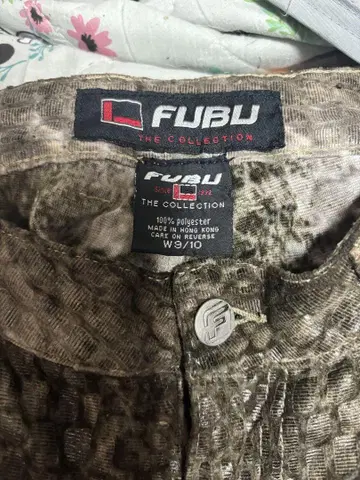 FUBU
THE COLLECTION
FUBU
SINCE 1992
THE COLLECTION
100% polyester
MADE IN HONG KONG
CARE ON REVERSE
W9/10